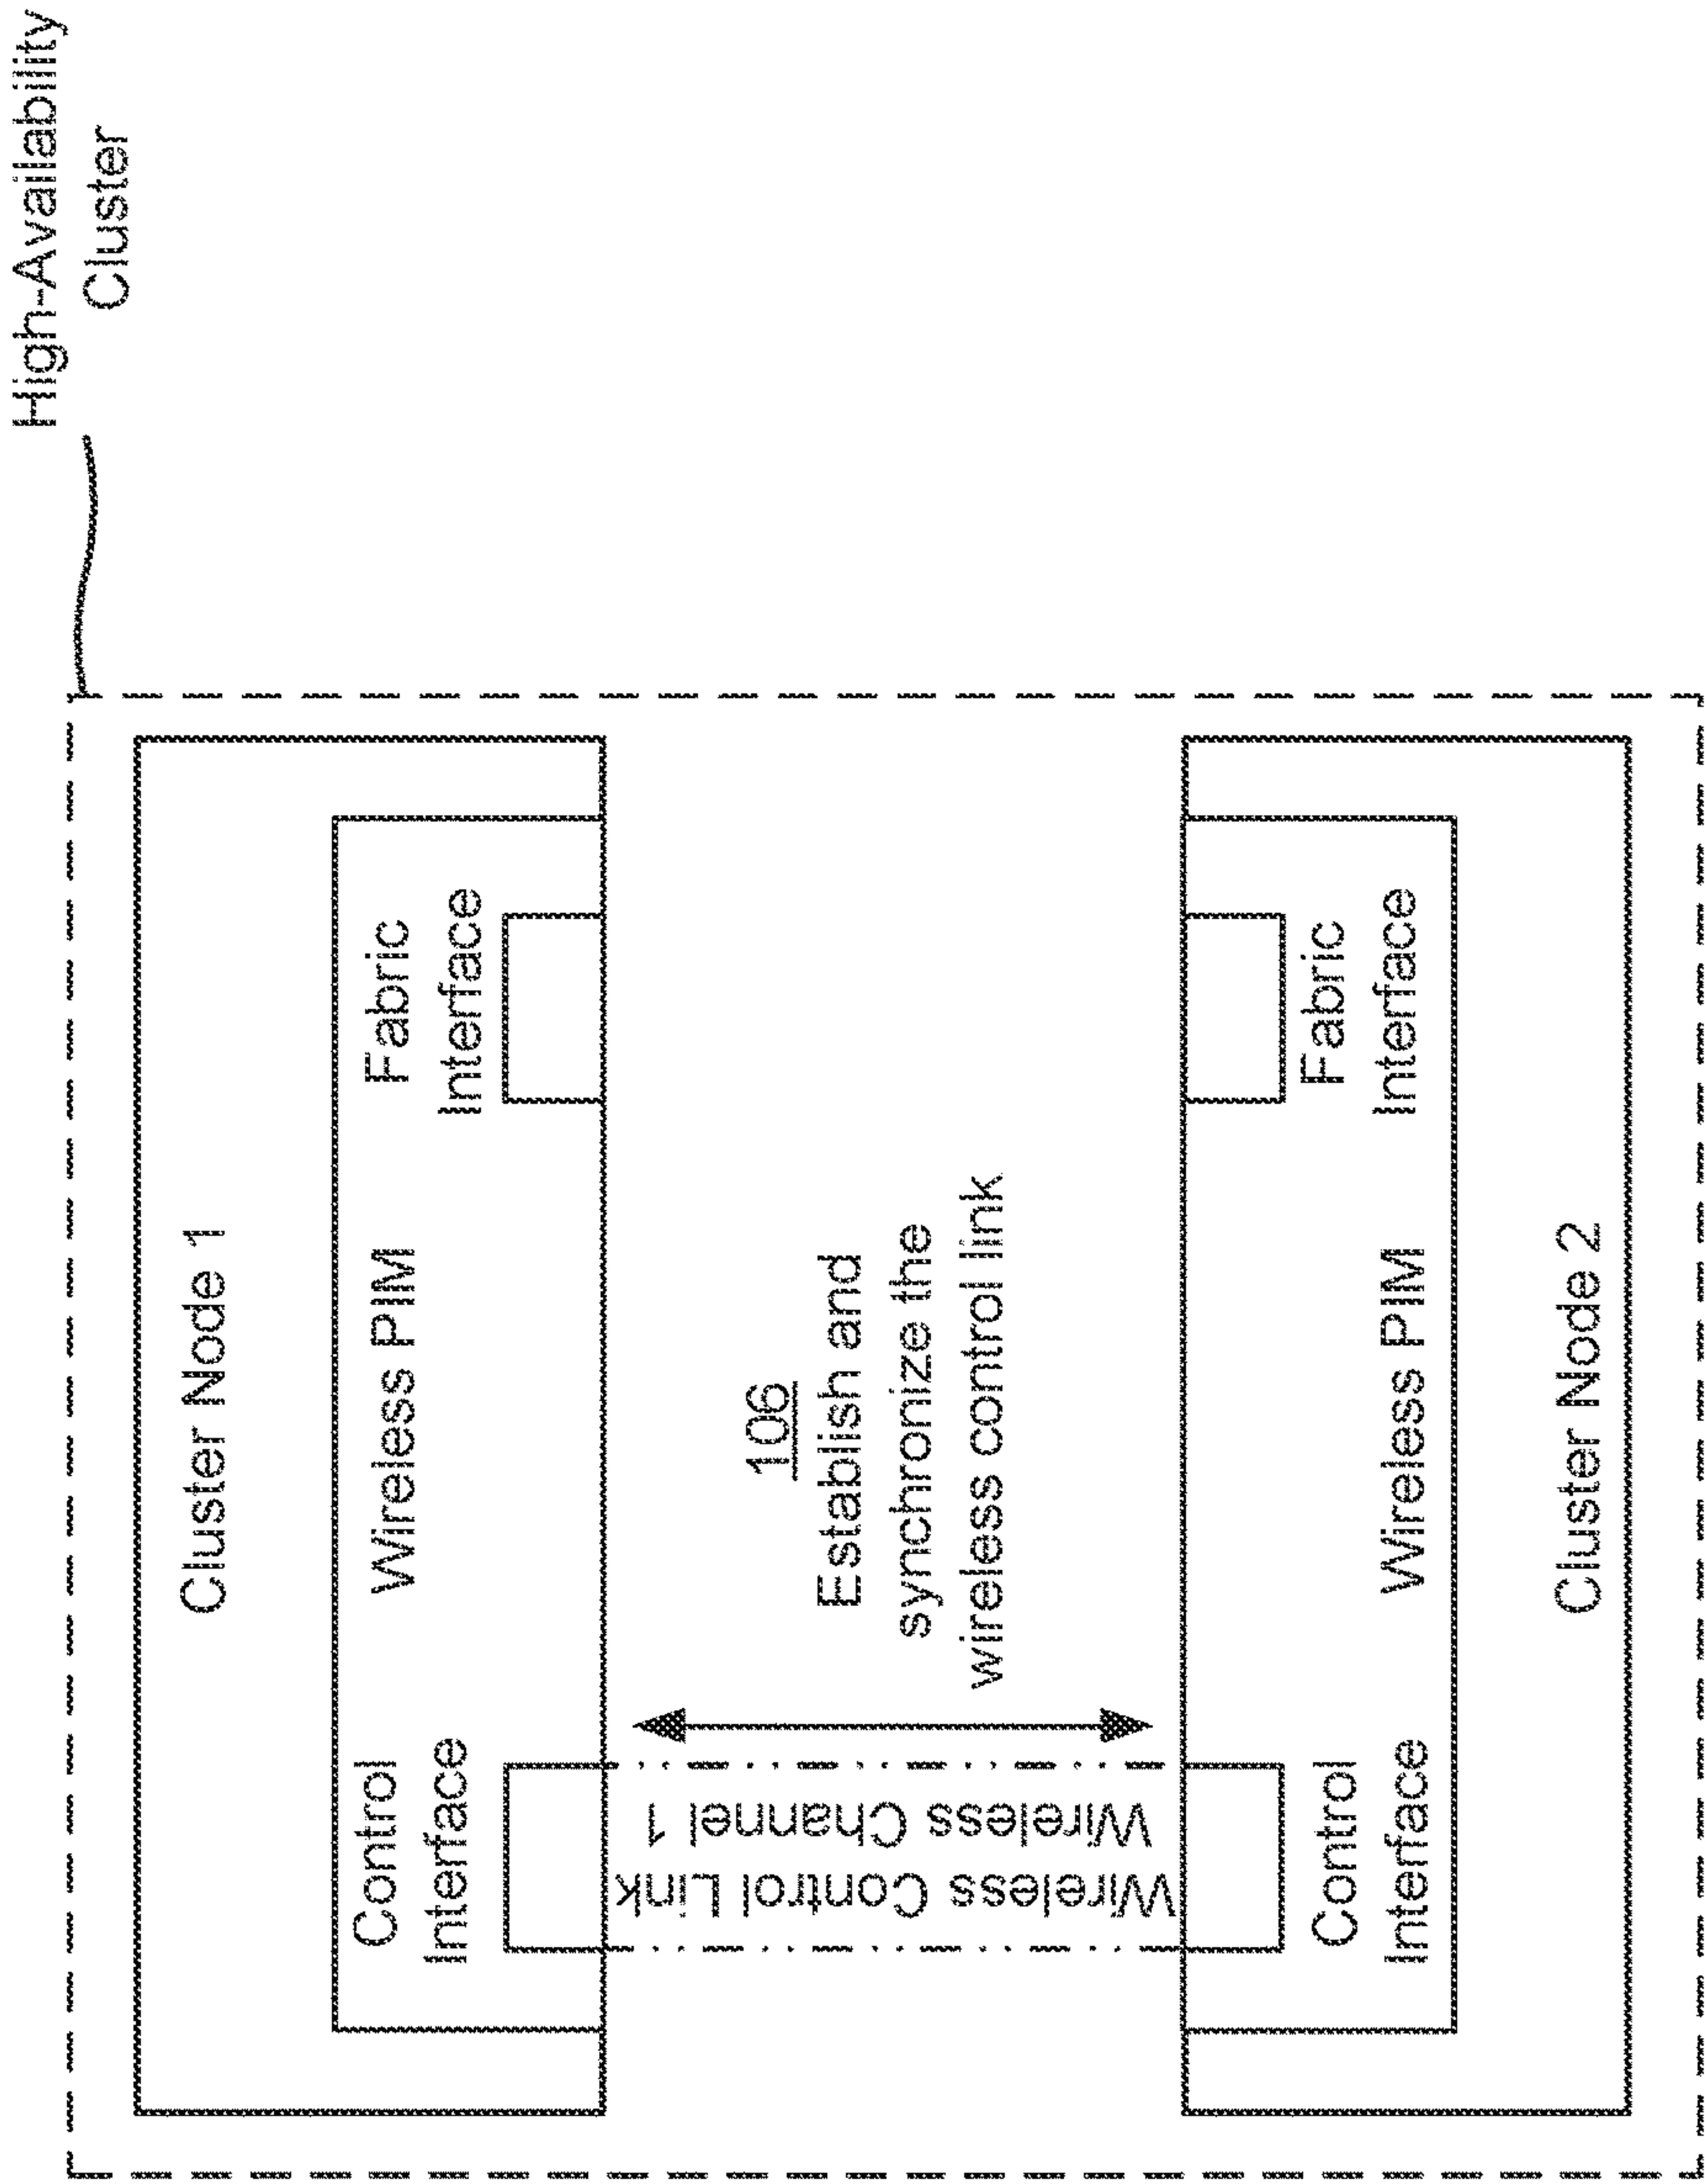 High-Availability
Cluster
Cluster Node 1
Control
Interface
Wireless PIM
Fabric
Interface
Wireless Control Link
Wireless Channel 1
106
Establish and
synchronize the
wireless control link
Control
Interface
Wireless PIM
Fabric
Interface
Cluster Node 2